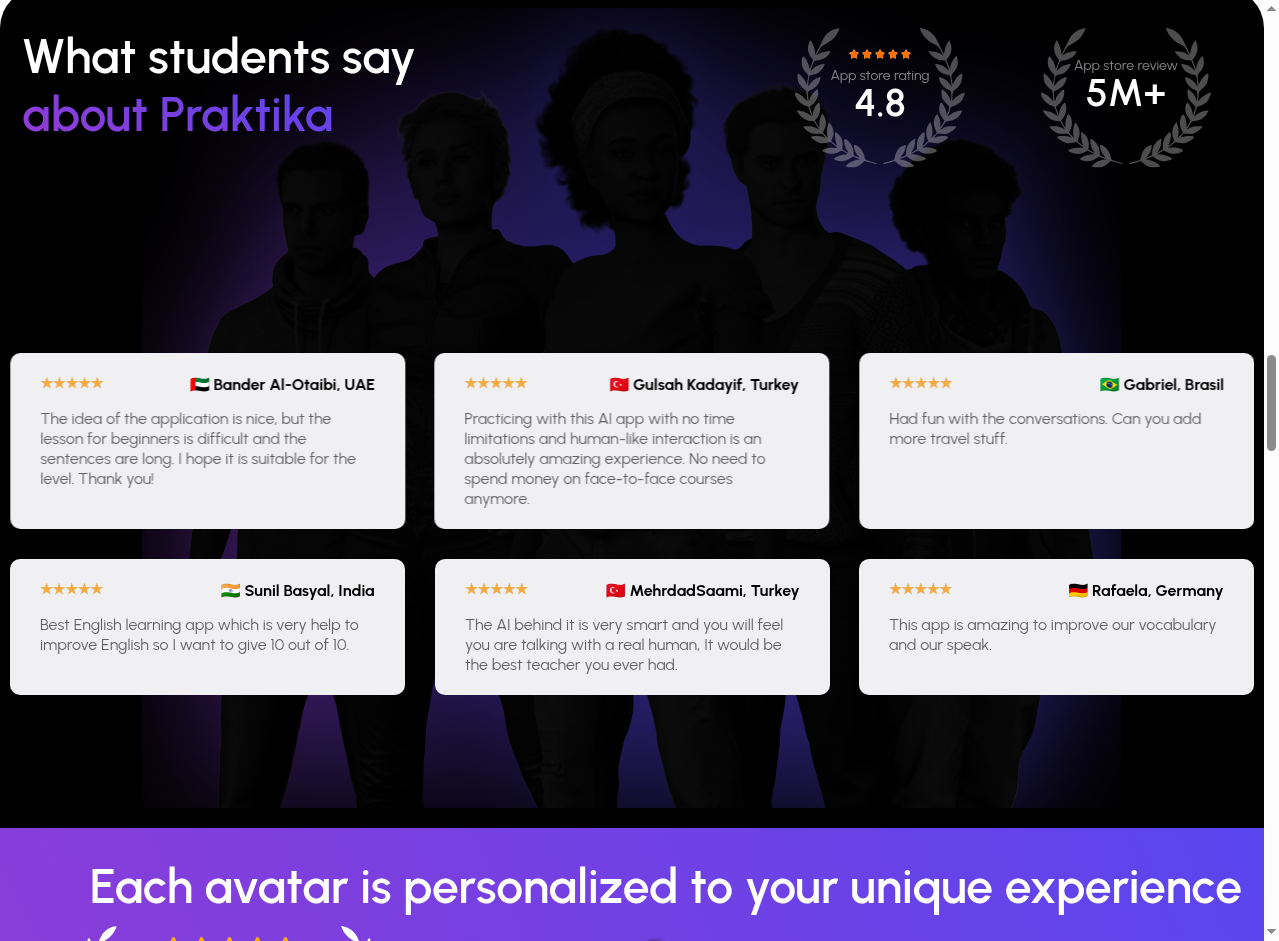 What students say
about Praktika
App store rating
4.8
App store review
5M+
Bander Al-Otaibi, UAE
The idea of the application is nice, but the
lesson for beginners is difficult and the
sentences are long. I hope it is suitable for the
level. Thank you!
Gulsah Kadayif, Turkey
Practicing with this AI app with no time
limitations and human-like interaction is an
absolutely amazing experience. No need to
spend money on face-to-face courses
anymore.
Gabriel, Brasil
Had fun with the conversations. Can you add
more travel stuff.
Sunil Basyal, India
Best English learning app which is very help to
improve English so I want to give 10 out of 10.
MehrdadSaami, Turkey
The AI behind it is very smart and you will feel
you are talking with a real human, It would be
the best teacher you ever had.
Rafaela, Germany
This app is amazing to improve our vocabulary
and our speak.
Each avatar is personalized to your unique experience